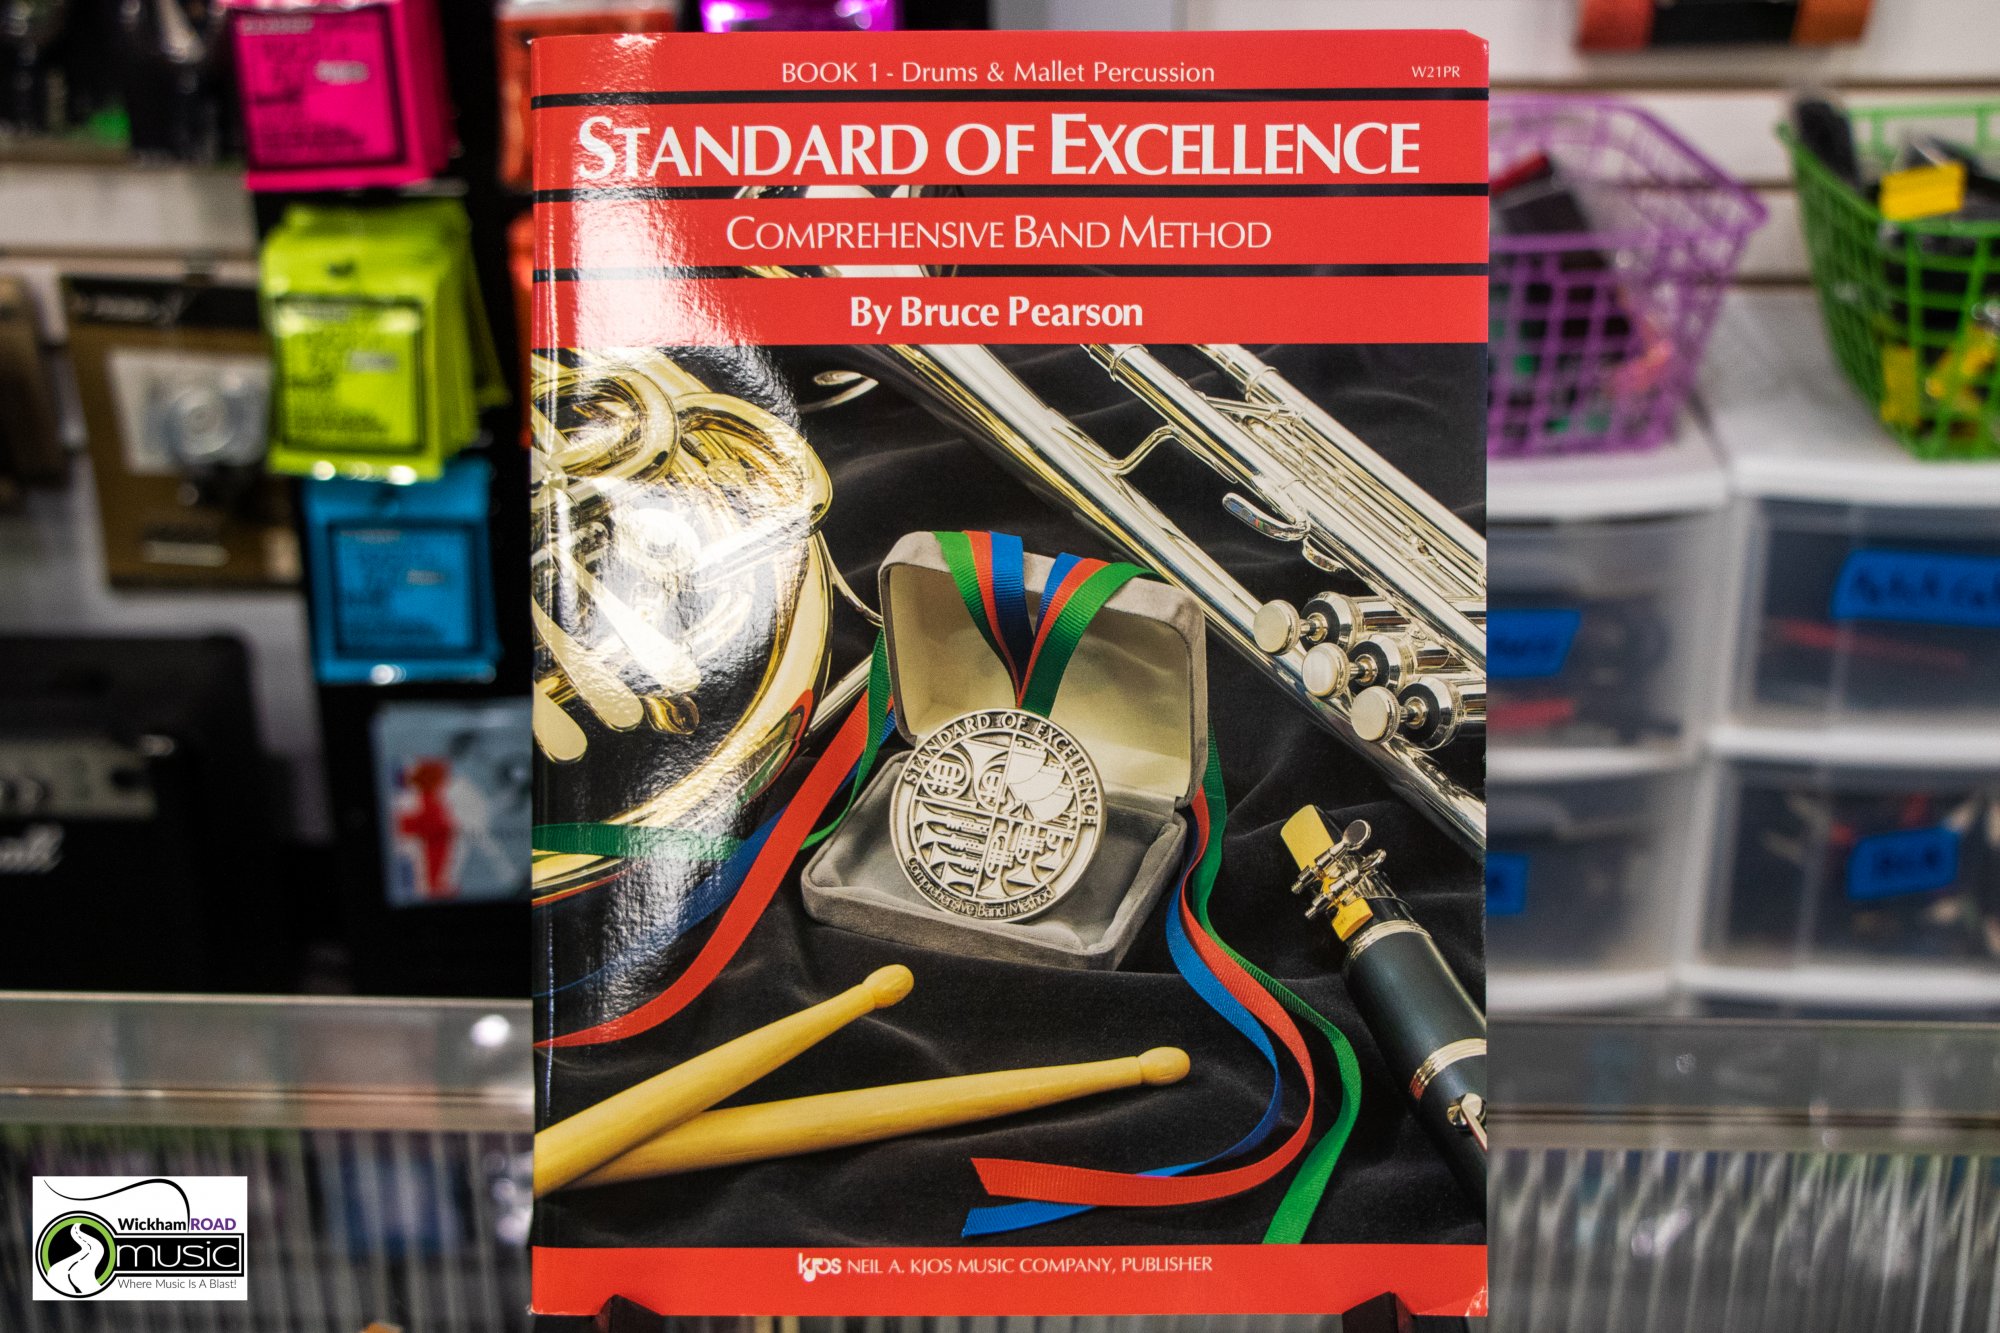 BOOK 1 - Drums & Mallet Percussion
W21PR
STANDARD OF EXCELLENCE
COMPREHENSIVE BAND METHOD
By Bruce Pearson
STANDARD OF EXCELLENCE
Comprehensive Band Method
kjos NEIL A. KJOS MUSIC COMPANY, PUBLISHER
Wickham ROAD
music
Where Music Is A Blast!